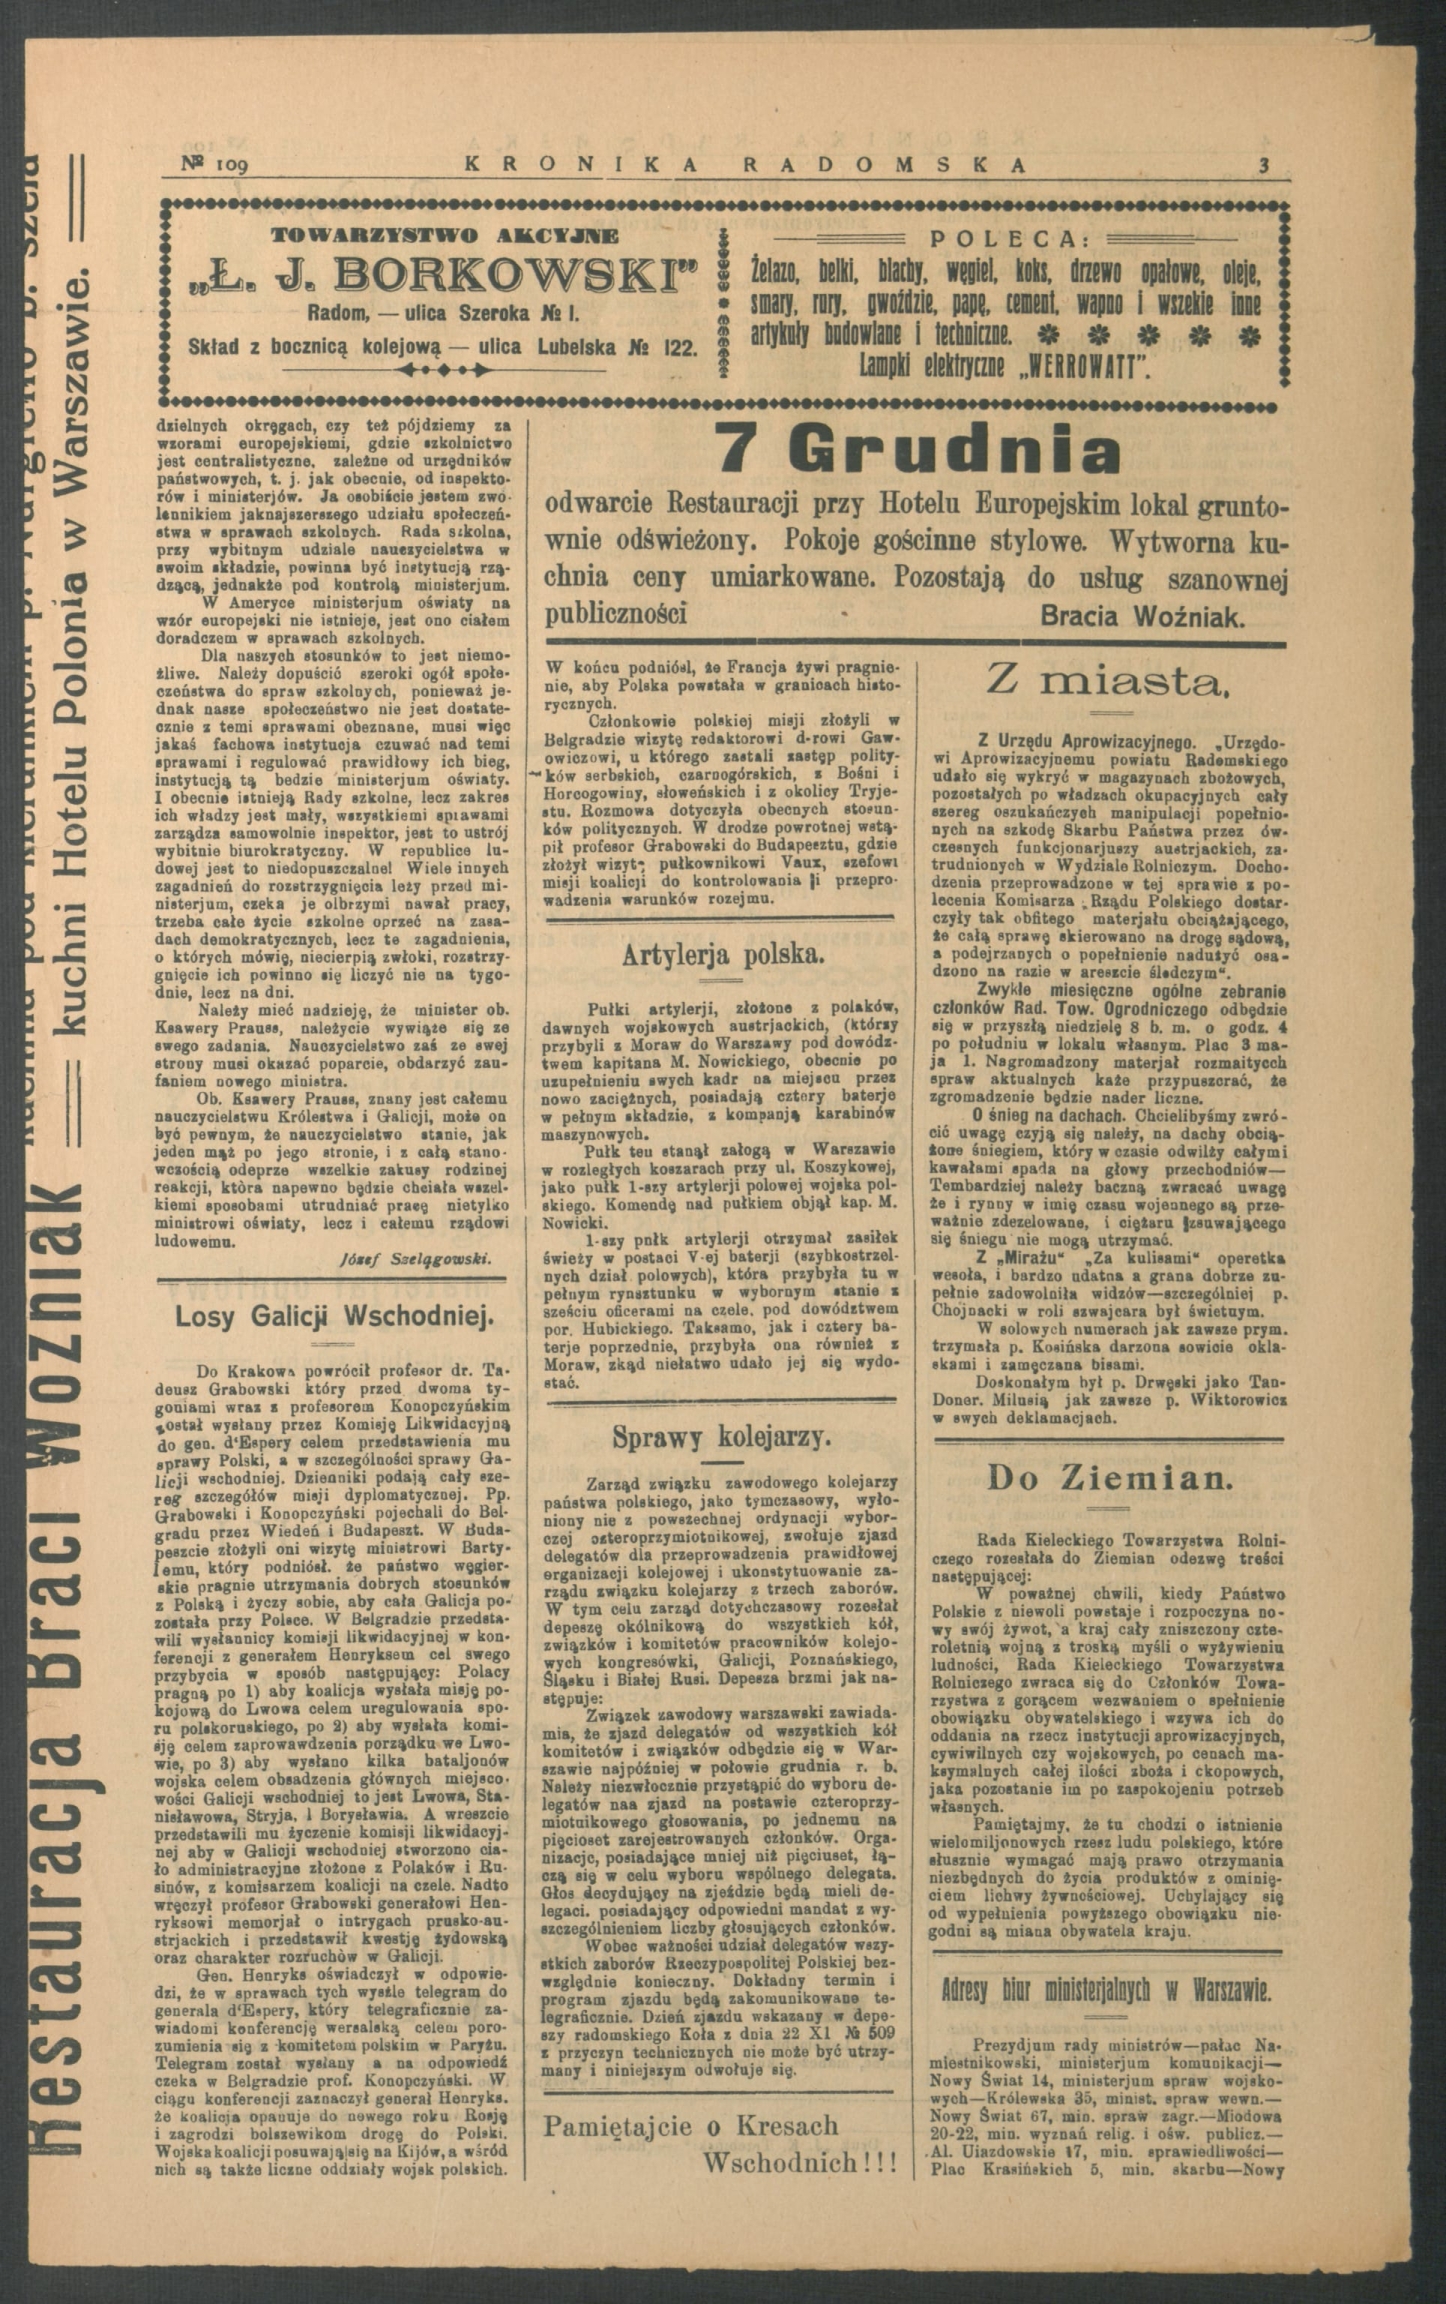 № 109
KRONIKA RADOMSKA
3
TOWARZYSTWO AKCYJNE
„Ł. J. BORKOWSKI”
Radom, — ulica Szeroka № 1.
Skład z bocznicą kolejową — ulica Lubelska № 122.
POLECA:
Żelazo, belki, blachy, węgiel, koks, drzewo opałowe, oleje,
smary, rury, gwoździe, papę, cement, wapno i wszekie inne
artykuły budowlane i techniczne.
Lampki elektryczne „WERROWATT”.
kuchni Hotelu Polonia w Warszawie.
Restauracja Braci Woźniak
dzielnych okręgach, czy też pójdziemy za
wzorami europejskiemi, gdzie szkolnictwo
jest centralistyczne, zależne od urzędników
państwowych, t. j. jak obecnie, od inspekto-
rów i ministerjów. Ja osobiście jestem zwo-
lennikiem jaknajszerszego udziału społeczeń-
stwa w sprawach szkolnych. Rada szkolna,
przy wybitnym udziale nauczycielstwa w
swoim składzie, powinna być instytucją rzą-
dzącą, jednakże pod kontrolą ministerjum.
W Ameryce ministerjum oświaty na
wzór europejski nie istnieje, jest ono ciałem
doradczem w sprawach szkolnych.
Dla naszych stosunków to jest niemo-
żliwe. Należy dopuścić szeroki ogół społe-
czeństwa do spraw szkolnych, ponieważ je-
dnak nasze społeczeństwo nie jest dostate-
cznie z temi sprawami obeznane, musi więc
jakaś fachowa instytucja czuwać nad temi
sprawami i regulować prawidłowy ich bieg,
instytucją tą bedzie ministerjum oświaty.
I obecnie istnieją Rady szkolne, lecz zakres
ich władzy jest mały, wszystkiemi sprawami
zarządza samowolnie inspektor, jest to ustrój
wybitnie biurokratyczny. W republice lu-
dowej jest to niedopuszczalne! Wiele innych
zagadnień do rozstrzygnięcia leży przed mi-
nisterjum, czeka je olbrzymi nawał pracy,
trzeba całe życie szkolne oprzeć na zasa-
dach demokratycznych, lecz te zagadnienia,
o których mówię, niecierpią zwłoki, rozstrzy-
gnięcie ich powinno się liczyć nie na tygo-
dnie, lecz na dni.
Należy mieć nadzieję, że minister ob.
Ksawery Prauss, należycie wywiąże się ze
swego zadania. Nauczycielstwo zaś ze swej
strony musi okazać poparcie, obdarzyć zau-
faniem nowego ministra.
Ob. Ksawery Prauss, znany jest całemu
nauczycielstwu Królestwa i Galicji, może on
być pewnym, że nauczycielstwo stanie, jak
jeden mąż po jego stronie, i z całą stano-
wczością odeprze wszelkie zakusy rodzinej
reakcji, która napewno będzie chciała wszel-
kiemi sposobami utrudniać pracę nietylko
ministrowi oświaty, lecz i całemu rządowi
ludowemu.
Józef Szelągowski.
Losy Galicji Wschodniej.
Do Krakowa powrócił profesor dr. Ta-
deusz Grabowski który przed dwoma ty-
goniami wraz z profesorem Konopczyńskim
został wysłany przez Komisję Likwidacyjną
do gen. d'Espery celem przedstawienia mu
sprawy Polski, a w szczególności sprawy Ga-
licji wschodniej. Dzienniki podają cały sze-
reg szczegółów misji dyplomatycznej. Pp.
Grabowski i Konopczyński pojechali do Bel-
gradu przez Wiedeń i Budapeszt. W Buda-
peszcie złożyli oni wizytę ministrowi Barty-
lemu, który podniósł, że państwo węgier-
skie pragnie utrzymania dobrych stosunków
z Polską i życzy sobie, aby cała Galicja po-
została przy Polsce. W Belgradzie przedsta-
wili wysłannicy komisji likwidacyjnej w kon-
ferencji z generałem Henryksem cel swego
przybycia w sposób następujący: Polacy
pragną po 1) aby koalicja wysłała misję po-
kojową do Lwowa celem uregulowania spo-
ru polskoruskiego, po 2) aby wysłała komi-
sję celem zaprowawdzenia porządku we Lwo-
wie, po 3) aby wysłano kilka bataljonów
wojska celem obsadzenia głównych miejsco-
wości Galicji wschodniej to jest Lwowa, Sta-
nisławowa, Stryja, i Borysławia. A wreszcie
przedstawili mu życzenie komisji likwidacyj-
nej aby w Galicji wschodniej stworzono cia-
ło administracyjne złożone z Polaków i Ru-
sinów, z komisarzem koalicji na czele. Nadto
wręczył profesor Grabowski generałowi Hen-
ryksowi memorjał o intrygach prusko-au-
strjackich i przedstawił kwestję żydowską
oraz charakter rozruchòw w Galicji.
Gen. Henryks oświadczył w odpowie-
dzi, że w sprawach tych wyśle telegram do
generala d'Espery, który telegraficznie za-
wiadomi konferencję wersalską celem poro-
zumienia się z komitetom polskim w Paryżu.
Telegram został wysłany a na odpowiedź
czeka w Belgradzie prof. Konopczyński. W
ciągu konferencji zaznaczył generał Henryks.
że koalicja opanuje do nowego roku Rosję
i zagrodzi bolszewikom drogę do Polski.
Wojska koalicji posuwają się na Kijów, a wśród
nich są także liczne oddziały wojsk polskich.
7 Grudnia
odwarcie Restauracji przy Hotelu Europejskim lokal grunto-
wnie odświeżony. Pokoje gościnne stylowe. Wytworna ku-
chnia ceny umiarkowane. Pozostają do usług szanownej
publiczności Bracia Woźniak.
W końcu podniósł, że Francja żywi pragnie-
nie, aby Polska powstała w granicach histo-
rycznych.
Członkowie polskiej misji złożyli w
Belgradzie wizytę redaktorowi d-rowi Gaw-
owiczowi, u którego zastali zastęp polity-
ków serbskich, czarnogórskich, z Bośni i
Horcogowiny, słoweńskich i z okolicy Tryje-
stu. Rozmowa dotyczyła obecnych stosun-
ków politycznych. W drodze powrotnej wstą-
pił profesor Grabowski do Budapesztu, gdzie
złożył wizytę pułkownikowi Vaux, szefowi
misji koalicji do kontrolowania i przepro-
wadzenia warunków rozejmu.
Artylerja polska.
Pułki artylerji, złożone z polaków,
dawnych wojskowych austrjackich, (którzy
przybyli z Moraw do Warszawy pod dowódz-
twem kapitana M. Nowickiego, obecnie po
uzupełnieniu swych kadr na miejscu przez
nowo zaciężnych, posiadają cztery baterje
w pełnym składzie, z kompanją karabinów
maszynowych.
Pułk teu stanął załogą w Warszawie
w rozległych koszarach przy ul. Koszykowej,
jako pułk 1-szy artylerji polowej wojska pol-
skiego. Komendę nad pułkiem objął kap. M.
Nowicki.
1-szy pnłk artylerji otrzymał zasiłek
świeży w postaci V-ej baterji (szybkostrzel-
nych dział polowych), która przybyła tu w
pełnym rynsztunku w wybornym stanie z
sześciu oficerami na czele, pod dowództwem
por. Hubickiego. Taksamo, jak i cztery ba-
terje poprzednie, przybyła ona również z
Moraw, zkąd niełatwo udało jej się wydo-
stać.
Sprawy kolejarzy.
Zarząd związku zawodowego kolejarzy
państwa polskiego, jako tymczasowy, wyło-
niony nie z powszechnej ordynacji wybor-
czej czteroprzymiotnikowej, zwołuje zjazd
delegatów dla przeprowadzenia prawidłowej
organizacji kolejowej i ukonstytuowanie za-
rządu związku kolejarzy z trzech zaborów.
W tym celu zarząd dotychczasowy rozesłał
depeszę okólnikową do wszystkich kół,
związków i komitetów pracowników kolejo-
wych kongresówki, Galicji, Poznańskiego,
Śląsku i Białej Rusi. Depesza brzmi jak na-
stępuje:
Związek zawodowy warszawski zawiada-
mia, że zjazd delegatów od wszystkich kół
komitetów i związków odbędzie się w War-
szawie najpóźniej w połowie grudnia r. b.
Należy niezwłocznie przystąpić do wyboru de-
legatów naa zjazd na postawie czteroprzy-
miotnikowego głosowania, po jednemu na
pięcioset zarejestrowanych członków. Orga-
nizacje, posiadające mniej niż pięciuset, łą-
czą się w celu wyboru wspólnego delegata.
Głos decydujący na zjeździe będą mieli de-
legaci, posiadający odpowiedni mandat z wy-
szczególnieniem liczby głosujących członków.
Wobec ważności udział delegatów wszy-
stkich zaborów Rzeczypospolitej Polskiej bez-
względnie konieczny. Dokładny termin i
program zjazdu będą zakomunikowane te-
legraficznie. Dzień zjazdu wskazany w depe-
szy radomskiego Koła z dnia 22 XI № 509
z przyczyn technicznych nie może być utrzy-
many i niniejszym odwołuje się.
Pamiętajcie o Kresach
Wschodnich!!!
Z miasta.
Z Urzędu Aprowizacyjnego. „Urzędo-
wi Aprowizacyjnemu powiatu Radomskiego
udało się wykryć w magazynach zbożowych,
pozostałych po władzach okupacyjnych cały
szereg oszukańczych manipulacji popełnio-
nych na szkodę Skarbu Państwa przez ów-
czesnych funkcjonarjuszy austrjackich, za-
trudnionych w Wydziale Rolniczym. Docho-
dzenia przeprowadzone w tej sprawie z po-
lecenia Komisarza Rządu Polskiego dostar-
czyły tak obfitego materjału obciążającego,
że całą sprawę skierowano na drogę sądową,
a podejrzanych o popełnienie nadużyć osa-
dzono na razie w areszcie śledczym“.
Zwykłe miesięczne ogólne zebranie
członków Rad. Tow. Ogrodniczego odbędzie
się w przyszłą niedzielę 8 b. m. o godz. 4
po południu w lokalu własnym. Plac 3 ma-
ja 1. Nagromadzony materjał rozmaitycch
spraw aktualnych każe przypuszczać, że
zgromadzenie będzie nader liczne.
O śnieg na dachach. Chcielibyśmy zwró-
cić uwagę czyją się należy, na dachy obcią-
żone śniegiem, który w czasie odwilży całymi
kawałami spada na głowy przechodniów—
Tembardziej należy baczną zwracać uwagę
że i rynny w imię czasu wojennego są prze-
ważnie zdezelowane, i ciężaru zsuwającego
się śniegu nie mogą utrzymać.
Z „Mirażu“ „Za kulisami“ operetka
wesoła, i bardzo udatna a grana dobrze zu-
pełnie zadowolniła widzów—szczególniej p.
Chojnacki w roli szwajcara był świetnym.
W solowych numerach jak zawsze prym.
trzymała p. Kosińska darzona sowicie okla-
skami i zamęczana bisami.
Doskonałym był p. Drwęski jako Tan-
Doner. Milusią jak zawsze p. Wiktorowicz
w swych deklamacjach.
Do Ziemian.
Rada Kieleckiego Towarzystwa Rolni-
czego rozesłała do Ziemian odezwę treści
następującej:
W poważnej chwili, kiedy Państwo
Polskie z niewoli powstaje i rozpoczyna no-
wy swój żywot, a kraj cały zniszczony czte-
roletnią wojną z troską myśli o wyżywieniu
ludności, Rada Kieleckiego Towarzystwa
Rolniczego zwraca się do Członków Towa-
rzystwa z gorącem wezwaniem o spełnienie
obowiązku obywatelskiego i wzywa ich do
oddania na rzecz instytucji aprowizacyjnych,
cywiwilnych czy wojskowych, po cenach ma-
ksymalnych całej ilości zboża i ckopowych,
jaka pozostanie im po zaspokojeniu potrzeb
własnych.
Pamiętajmy, że tu chodzi o istnienie
wielomiljonowych rzesz ludu polskiego, które
słusznie wymagać mają prawo otrzymania
niezbędnych do życia produktów z ominię-
ciem lichwy żywnościowej. Uchylający się
od wypełnienia powyższego obowiązku nie-
godni są miana obywatela kraju.
Adresy biur ministerjalnych w Warszawie.
Prezydjum rady ministrów—pałac Na-
miestnikowski, ministerjum komunikacji—
Nowy Świat 14, ministerjum spraw wojsko-
wych—Królewska 35, minist. spraw wewn.—
Nowy Świat 67, min. spraw zagr.—Miodowa
20-22, min. wyznań relig. i ośw. publicz.—
Al. Ujazdowskie 17, min. sprawiedliwości—
Plac Krasińskich 5, min. skarbu—Nowy